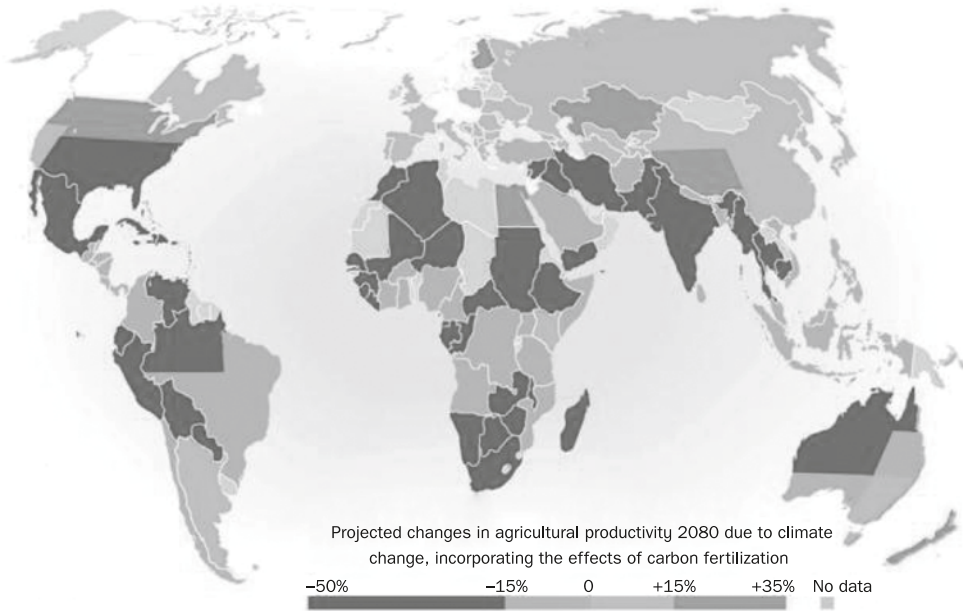 Projected changes in agricultural productivity 2080 due to climate
change, incorporating the effects of carbon fertilization
–50% –15% 0 +15% +35% No data